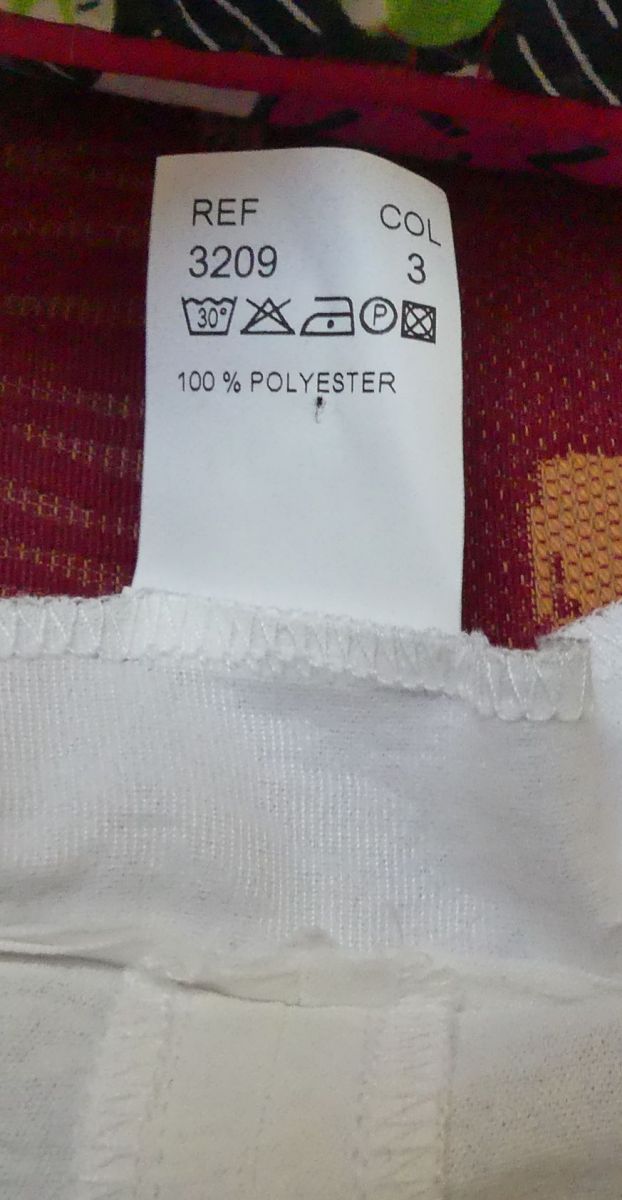 REF COL
3209 3
30° P
100 % POLYESTER